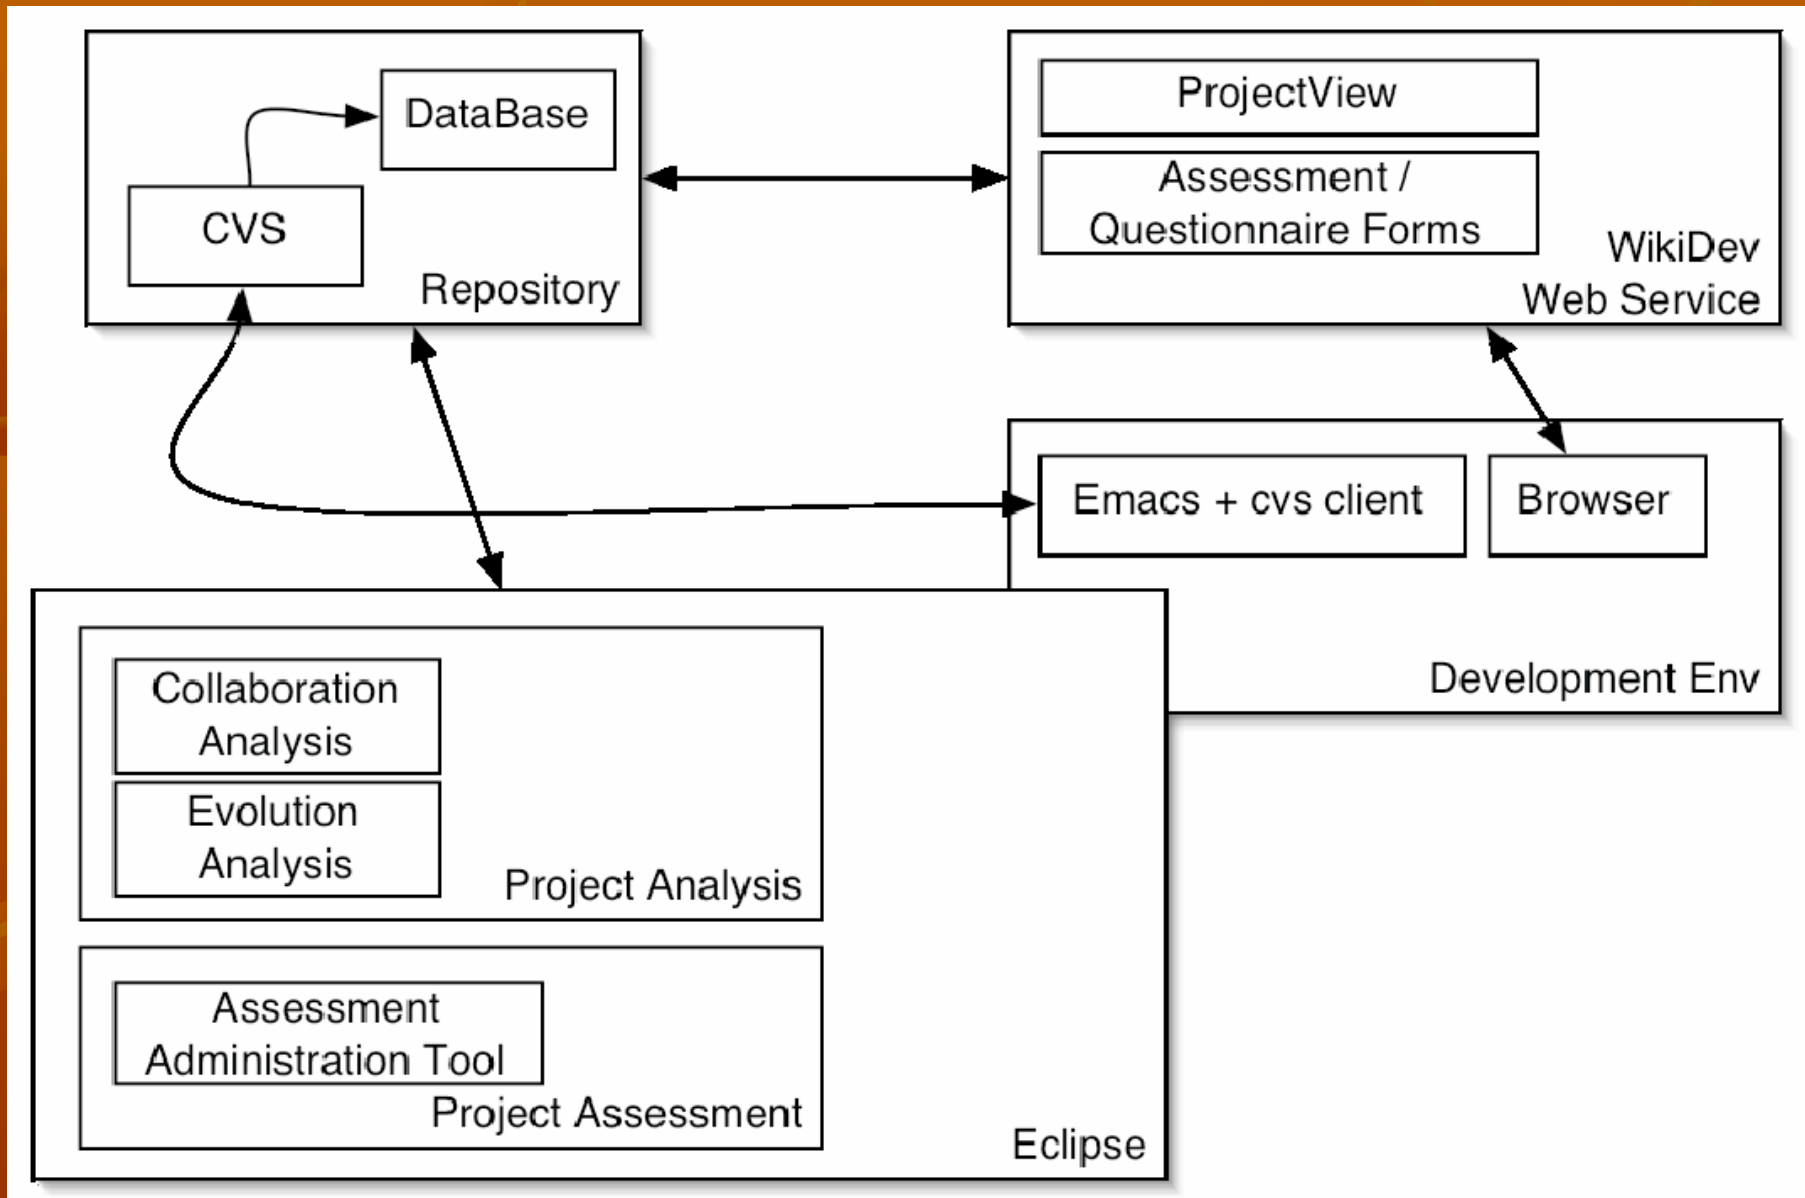 DataBase
CVS
Repository
ProjectView
Assessment /
Questionnaire Forms
WikiDev
Web Service
Emacs + cvs client
Browser
Development Env
Collaboration
Analysis
Evolution
Analysis
Project Analysis
Assessment
Administration Tool
Project Assessment
Eclipse